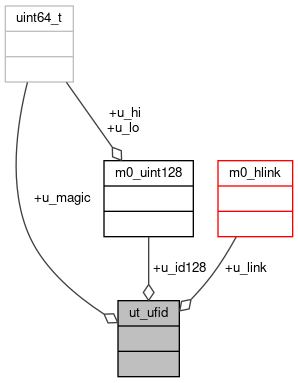 uint64_t
+u_hi
+u_lo
m0_uint128
m0_hlink
+u_magic
+u_id128
+u_link
ut_ufid